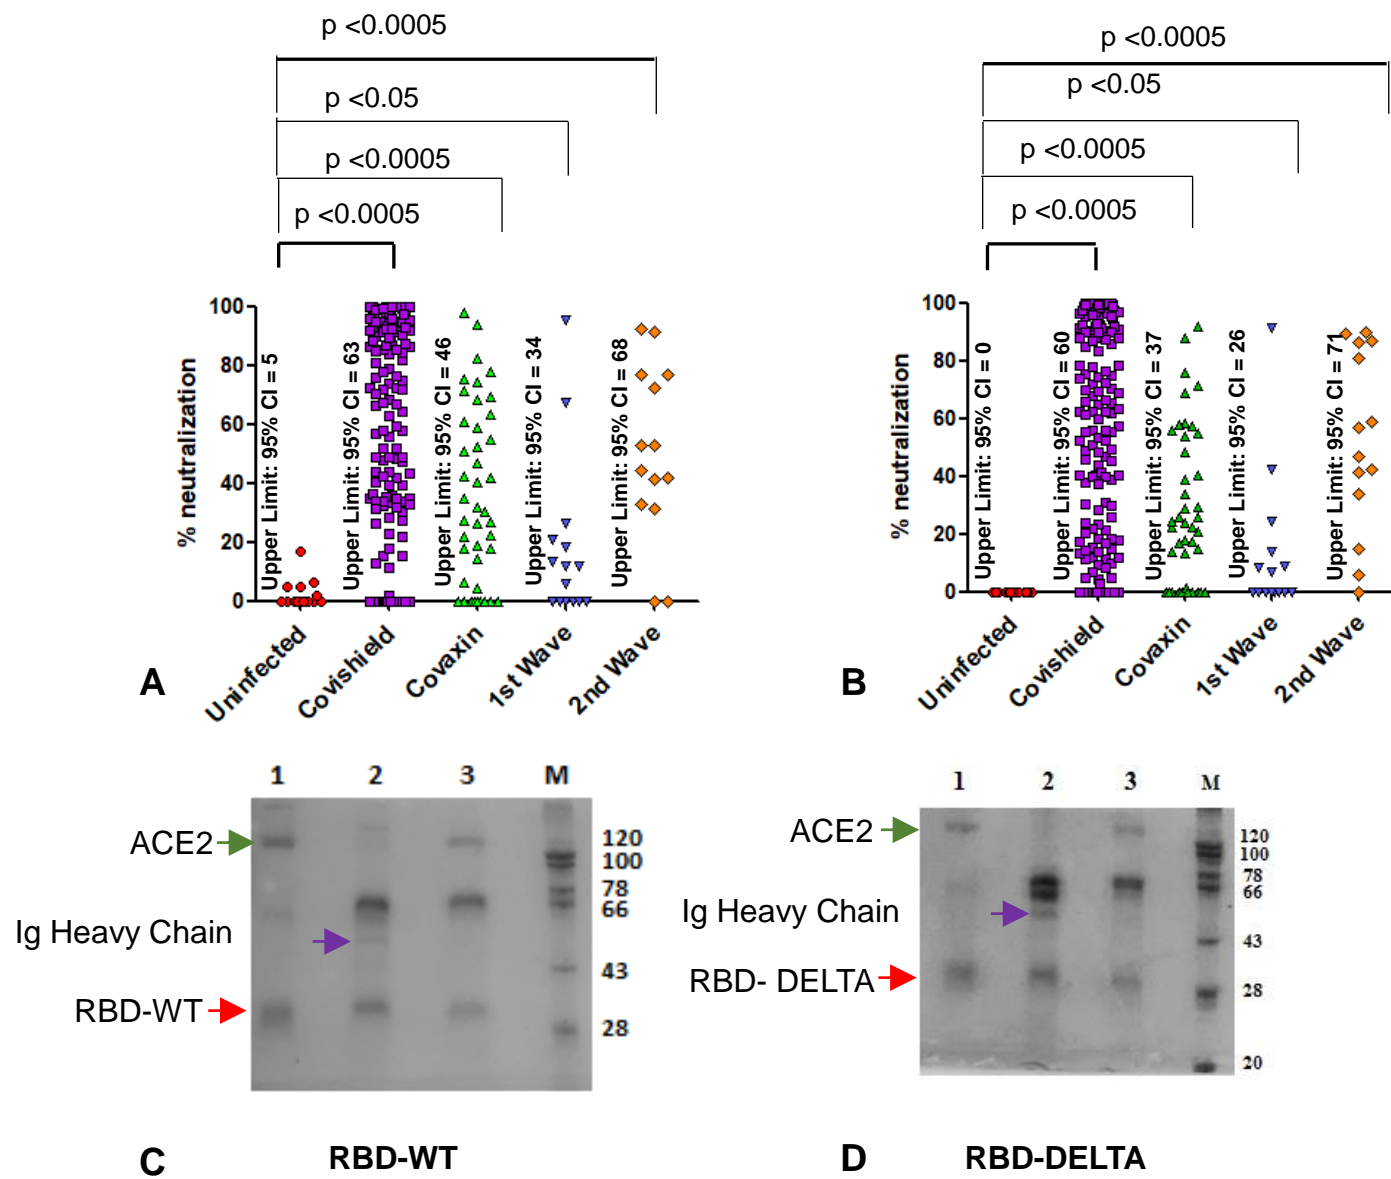 p <0.0005
p <0.05
p <0.0005
p <0.0005
100
80
60
40
20
0
% neutralization
Upper Limit: 95% CI = 5
Upper Limit: 95% CI = 63
Upper Limit: 95% CI = 46
Upper Limit: 95% CI = 34
Upper Limit: 95% CI = 68
Uninfected
Covishield
Covaxin
1st Wave
2nd Wave
A
p <0.0005
p <0.05
p <0.0005
p <0.0005
100
80
60
40
20
0
% neutralization
Upper Limit: 95% CI = 0
Upper Limit: 95% CI = 60
Upper Limit: 95% CI = 37
Upper Limit: 95% CI = 26
Upper Limit: 95% CI = 71
Uninfected
Covishield
Covaxin
1st Wave
2nd Wave
B
1 2 3 M
ACE2
Ig Heavy Chain
RBD-WT
120
100
78
66
43
28
C
RBD-WT
1 2 3 M
ACE2
Ig Heavy Chain
RBD- DELTA
120
100
78
66
43
28
20
D
RBD-DELTA